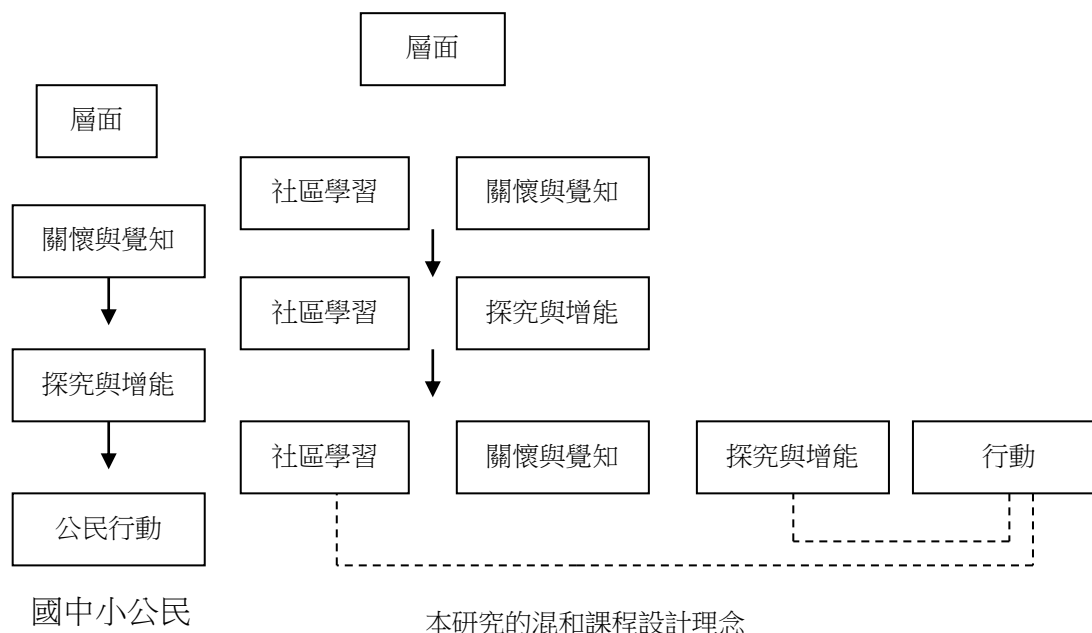 層面
層面
社區學習 關懷與覺知
關懷與覺知
社區學習 探究與增能
探究與增能
社區學習 關懷與覺知 探究與增能 行動
公民行動
國中小公民
本研究的混和課程設計理念